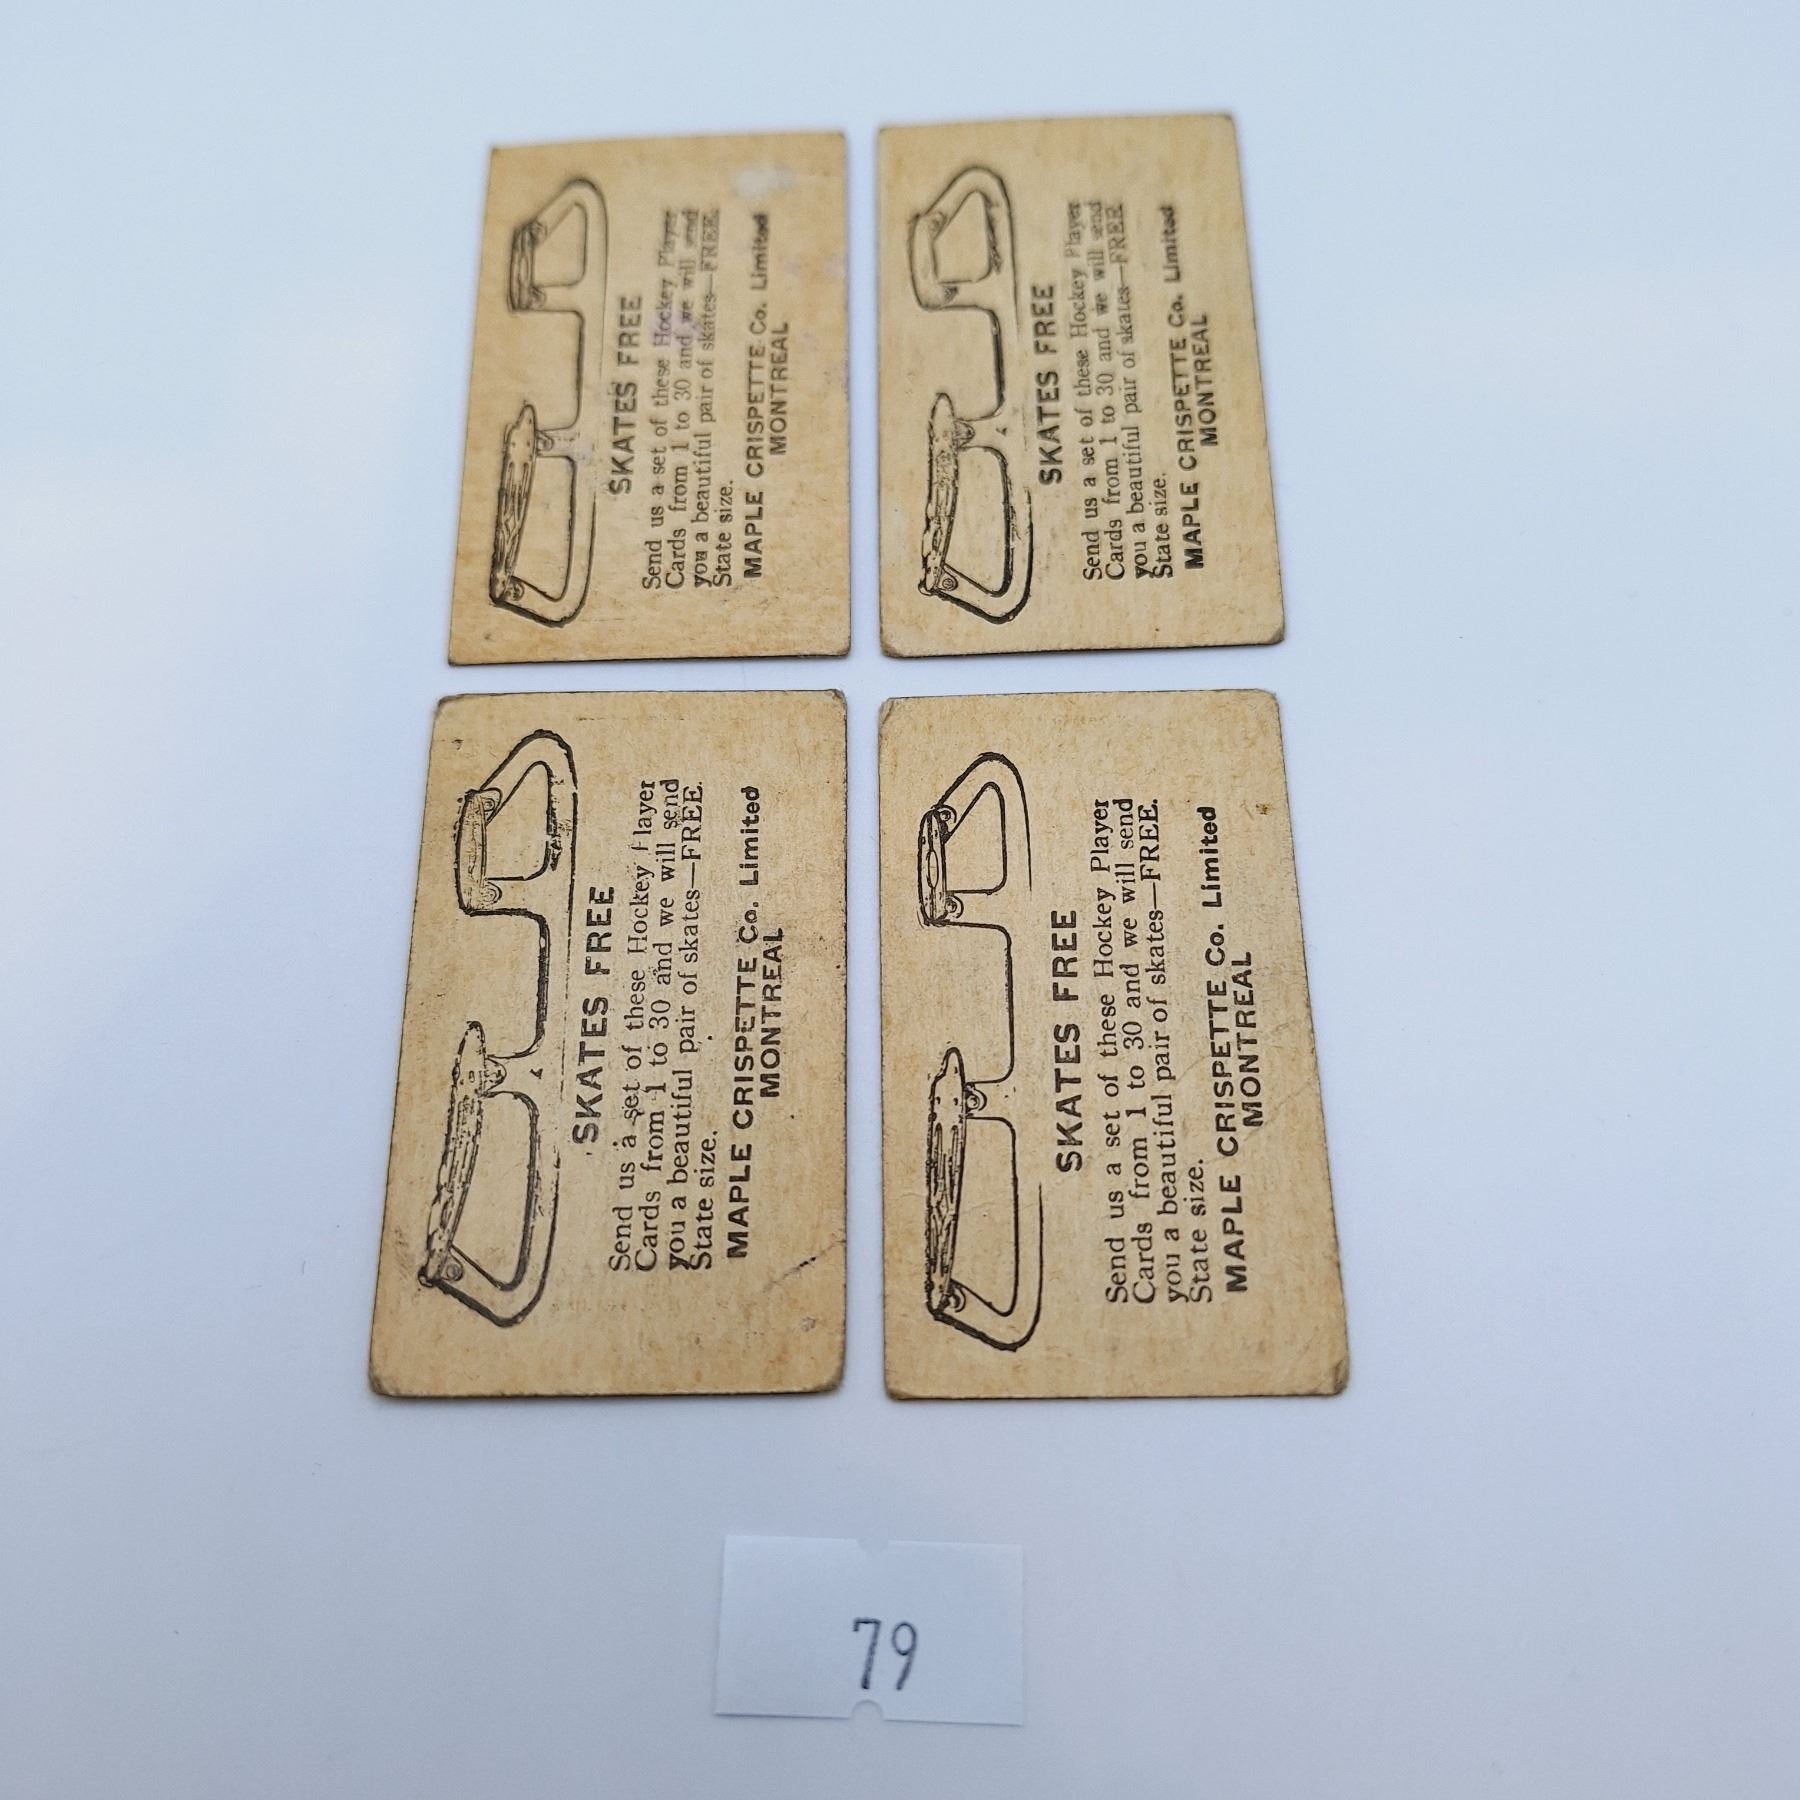 SKATES FREE
Send us a set of these Hockey Player
Cards from 1 to 30 and we will send
you a beautiful pair of skates—FREE.
State size.
MAPLE CRISPETTE Co. Limited
MONTREAL
SKATES FREE
Send us a set of these Hockey Player
Cards from 1 to 30 and we will send
you a beautiful pair of skates—FREE
State size.
MAPLE CRISPETTE Co. Limited
MONTREAL
SKATES FREE
Send us a set of these Hockey Player
Cards from 1 to 30 and we will send
you a beautiful pair of skates—FREE.
State size.
MAPLE CRISPETTE Co. Limited
MONTREAL
SKATES FREE
Send us a set of these Hockey Player
Cards from 1 to 30 and we will send
you a beautiful pair of skates—FREE.
State size.
MAPLE CRISPETTE Co. Limited
MONTREAL
79